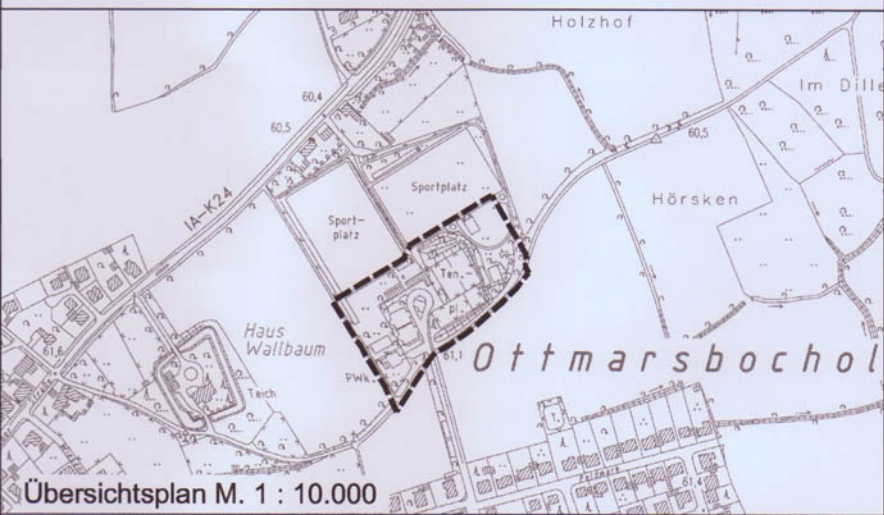 Holzhof
60,4
Im Dille
60,5
60,5
Sportplatz
Hörsken
IA-K24
Sport-
platz
Ten.-
pl.
Haus
Wallbaum
61,6
61,1
Ottmarsbochol
PWk.
Teich
T.
61,4
Übersichtsplan M. 1 : 10.000